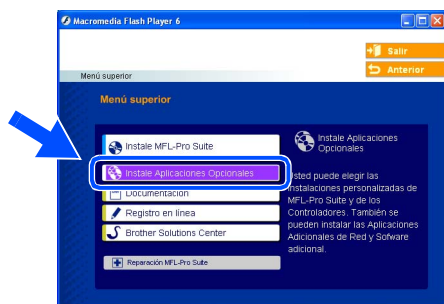 Macromedia Flash Player 6
Salir
Anterior
Menú superior
Menú superior
Instale MFL-Pro Suite
Instale Aplicaciones Opcionales
Documentación
Registro en línea
Brother Solutions Center
Reparación MFL-Pro Suite
Instale Aplicaciones
Opcionales
Usted puede elegir las
instalaciones personalizadas de
MFL-Pro Suite y de los
Controladores. También se
pueden instalar las Aplicaciones
Adicionales de Red y Sofware
adicional.